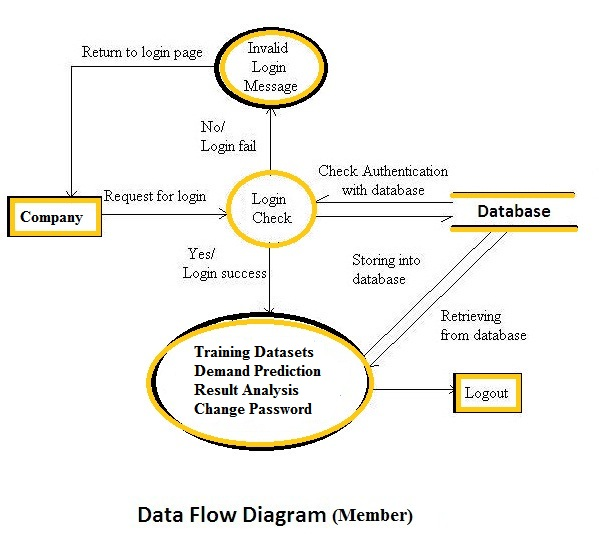 Invalid
Login
Message
Return to login page
No/
Login fail
Check Authentication
with database
Request for login
Company
Login
Check
Database
Yes/
Login success
Storing into
database
Retrieving
from database
Training Datasets
Demand Prediction
Result Analysis
Change Password
Logout
Data Flow Diagram (Member)